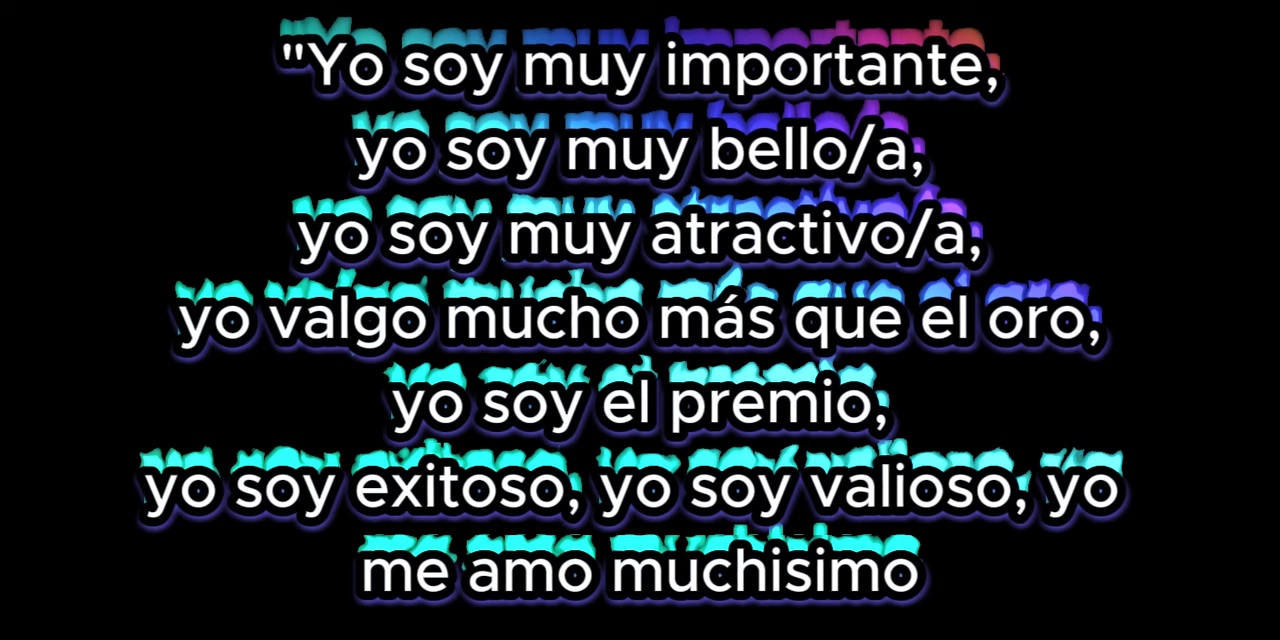 "Yo soy muy importante,
yo soy muy bello/a,
yo soy muy atractivo/a,
yo valgo mucho más que el oro,
yo soy el premio,
yo soy exitoso, yo soy valioso, yo
me amo muchisimo